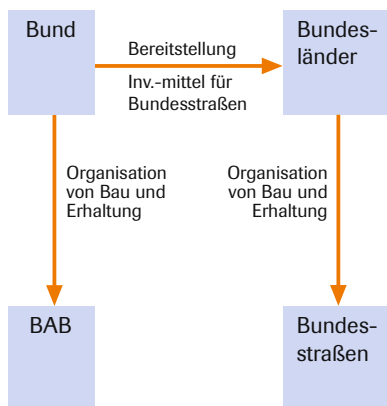 Bund
Bereitstellung
Inv.-mittel für
Bundesstraßen
Bundes-
länder
Organisation
von Bau und
Erhaltung
Organisation
von Bau und
Erhaltung
BAB
Bundes-
straßen